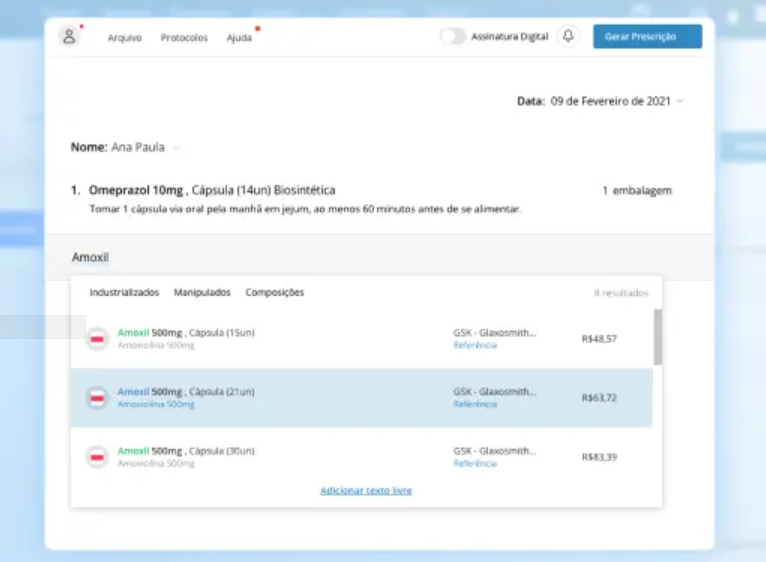 Arquivo Protocolos Ajuda Assinatura Digital Gerar Prescrição
Data: 09 de Fevereiro de 2021
Nome: Ana Paula
1. Omeprazol 10mg , Cápsula (14un) Biosintética 1 embalagem
Tomar 1 cápsula via oral pela manhã em jejum, ao menos 60 minutos antes de se alimentar.
Amoxil
Industrializados Manipulados Composições 8 resultados
Amoxil 500mg , Cápsula (15un) GSK - Glaxosmith... R$48,57
Amoxicilina 500mg Referência
Amoxil 500mg , Cápsula (21un) GSK - Glaxosmith... R$63,72
Amoxicilina 500mg Referência
Amoxil 500mg , Cápsula (30un) GSK - Glaxosmith... R$83,39
Amoxicilina 500mg Referência
Adicionar texto livre